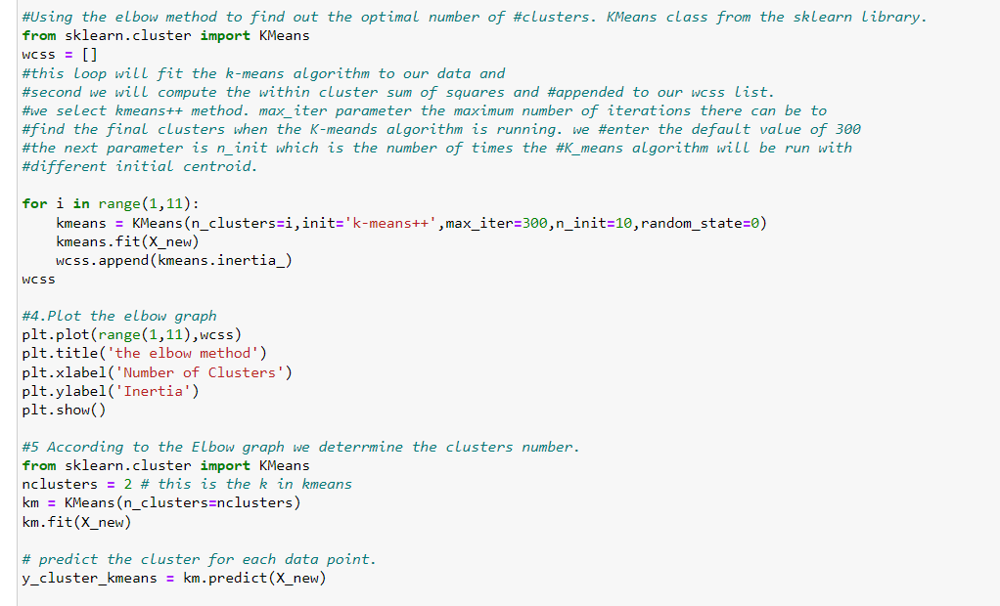 #Using the elbow method to find out the optimal number of #clusters. KMeans class from the sklearn library.
from sklearn.cluster import KMeans
wcss = []
#this loop will fit the k-means algorithm to our data and
#second we will compute the within cluster sum of squares and #appended to our wcss list.
#we select kmeans++ method. max_iter parameter the maximum number of iterations there can be to
#find the final clusters when the K-meands algorithm is running. we #enter the default value of 300
#the next parameter is n_init which is the number of times the #K_means algorithm will be run with
#different initial centroid.
for i in range(1,11):
    kmeans = KMeans(n_clusters=i,init='k-means++',max_iter=300,n_init=10,random_state=0)
    kmeans.fit(X_new)
    wcss.append(kmeans.inertia_)
wcss
#4.Plot the elbow graph
plt.plot(range(1,11),wcss)
plt.title('the elbow method')
plt.xlabel('Number of Clusters')
plt.ylabel('Inertia')
plt.show()
#5 According to the Elbow graph we deterrmine the clusters number.
from sklearn.cluster import KMeans
nclusters = 2 # this is the k in kmeans
km = KMeans(n_clusters=nclusters)
km.fit(X_new)
# predict the cluster for each data point.
y_cluster_kmeans = km.predict(X_new)